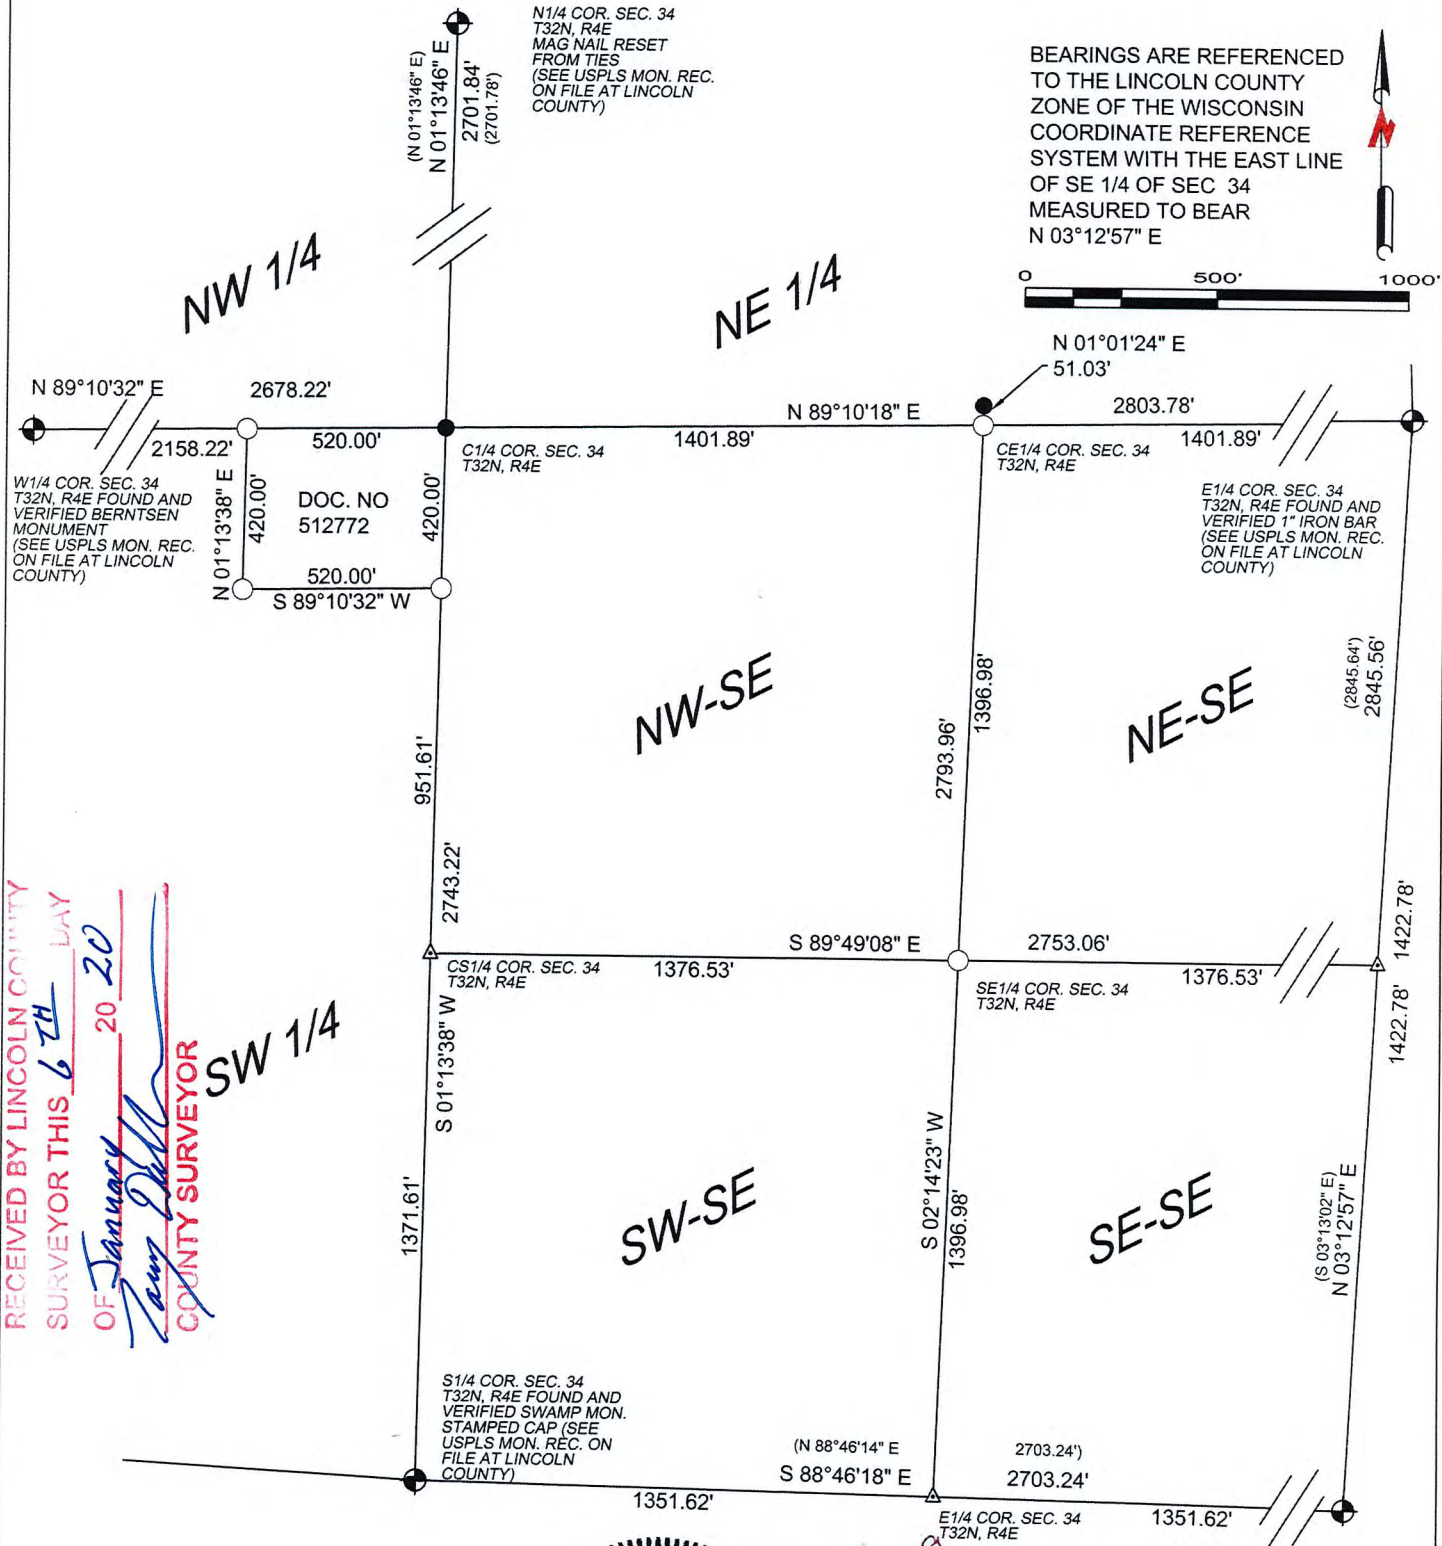 N1/4 COR. SEC. 34
T32N, R4E
MAG NAIL RESET
FROM TIES
(SEE USPLS MON. REC.
ON FILE AT LINCOLN
COUNTY)
(N 01°13'46" E)
N 01°13'46" E
2701.84'
(2701.78')
BEARINGS ARE REFERENCED
TO THE LINCOLN COUNTY
ZONE OF THE WISCONSIN
COORDINATE REFERENCE
SYSTEM WITH THE EAST LINE
OF SE 1/4 OF SEC 34
MEASURED TO BEAR
N 03°12'57" E
N
0 500' 1000'
NW 1/4
NE 1/4
N 01°01'24" E
51.03'
N 89°10'32" E 2678.22'
2158.22' 520.00'
N 89°10'18" E 2803.78'
1401.89' 1401.89'
C1/4 COR. SEC. 34
T32N, R4E
CE1/4 COR. SEC. 34
T32N, R4E
W1/4 COR. SEC. 34
T32N, R4E FOUND AND
VERIFIED BERNTSEN
MONUMENT
(SEE USPLS MON. REC.
ON FILE AT LINCOLN
COUNTY)
N 01°13'38" E
420.00'
DOC. NO
512772
420.00'
520.00'
S 89°10'32" W
E1/4 COR. SEC. 34
T32N, R4E FOUND AND
VERIFIED 1" IRON BAR
(SEE USPLS MON. REC.
ON FILE AT LINCOLN
COUNTY)
NW-SE
NE-SE
951.61'
2743.22'
2793.96'
1396.98'
(2845.64')
2845.56'
1422.78'
S 89°49'08" E 2753.06'
1376.53' 1376.53'
CS1/4 COR. SEC. 34
T32N, R4E
SE1/4 COR. SEC. 34
T32N, R4E
1422.78'
RECEIVED BY LINCOLN COUNTY
SURVEYOR THIS 6TH DAY
OF January 20 20
COUNTY SURVEYOR
SW 1/4
S 01°13'38" W
1371.61'
SW-SE
SE-SE
S 02°14'23" W
1396.98'
(S 03°13'02" E)
N 03°12'57" E
S1/4 COR. SEC. 34
T32N, R4E FOUND AND
VERIFIED SWAMP MON.
STAMPED CAP (SEE
USPLS MON. REC. ON
FILE AT LINCOLN
COUNTY)
(N 88°46'14" E 2703.24')
S 88°46'18" E 2703.24'
1351.62' 1351.62'
E1/4 COR. SEC. 34
T32N, R4E